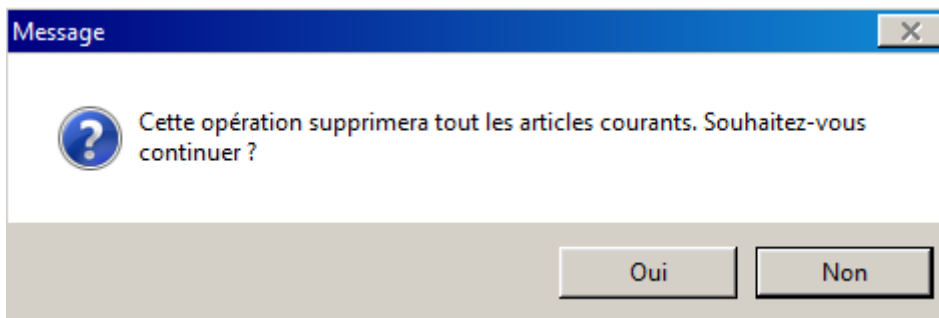 Message
Cette opération supprimera tout les articles courants. Souhaitez-vous
continuer ?
Oui
Non